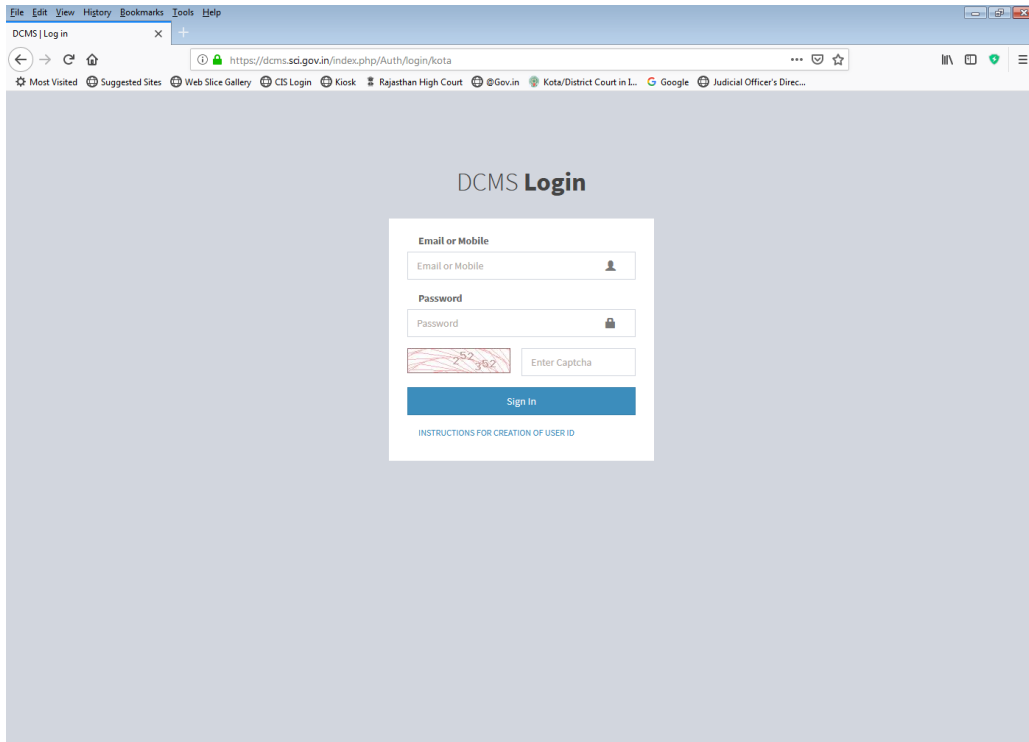 File Edit View History Bookmarks Tools Help
DCMS | Log in
https://dcms.sci.gov.in/index.php/Auth/login/kota
Most Visited Suggested Sites Web Slice Gallery CIS Login Kiosk Rajasthan High Court @Gov.in Kota/District Court in I... Google Judicial Officer's Direc...
DCMS Login
Email or Mobile
Email or Mobile
Password
Password
252352 Enter Captcha
Sign In
INSTRUCTIONS FOR CREATION OF USER ID